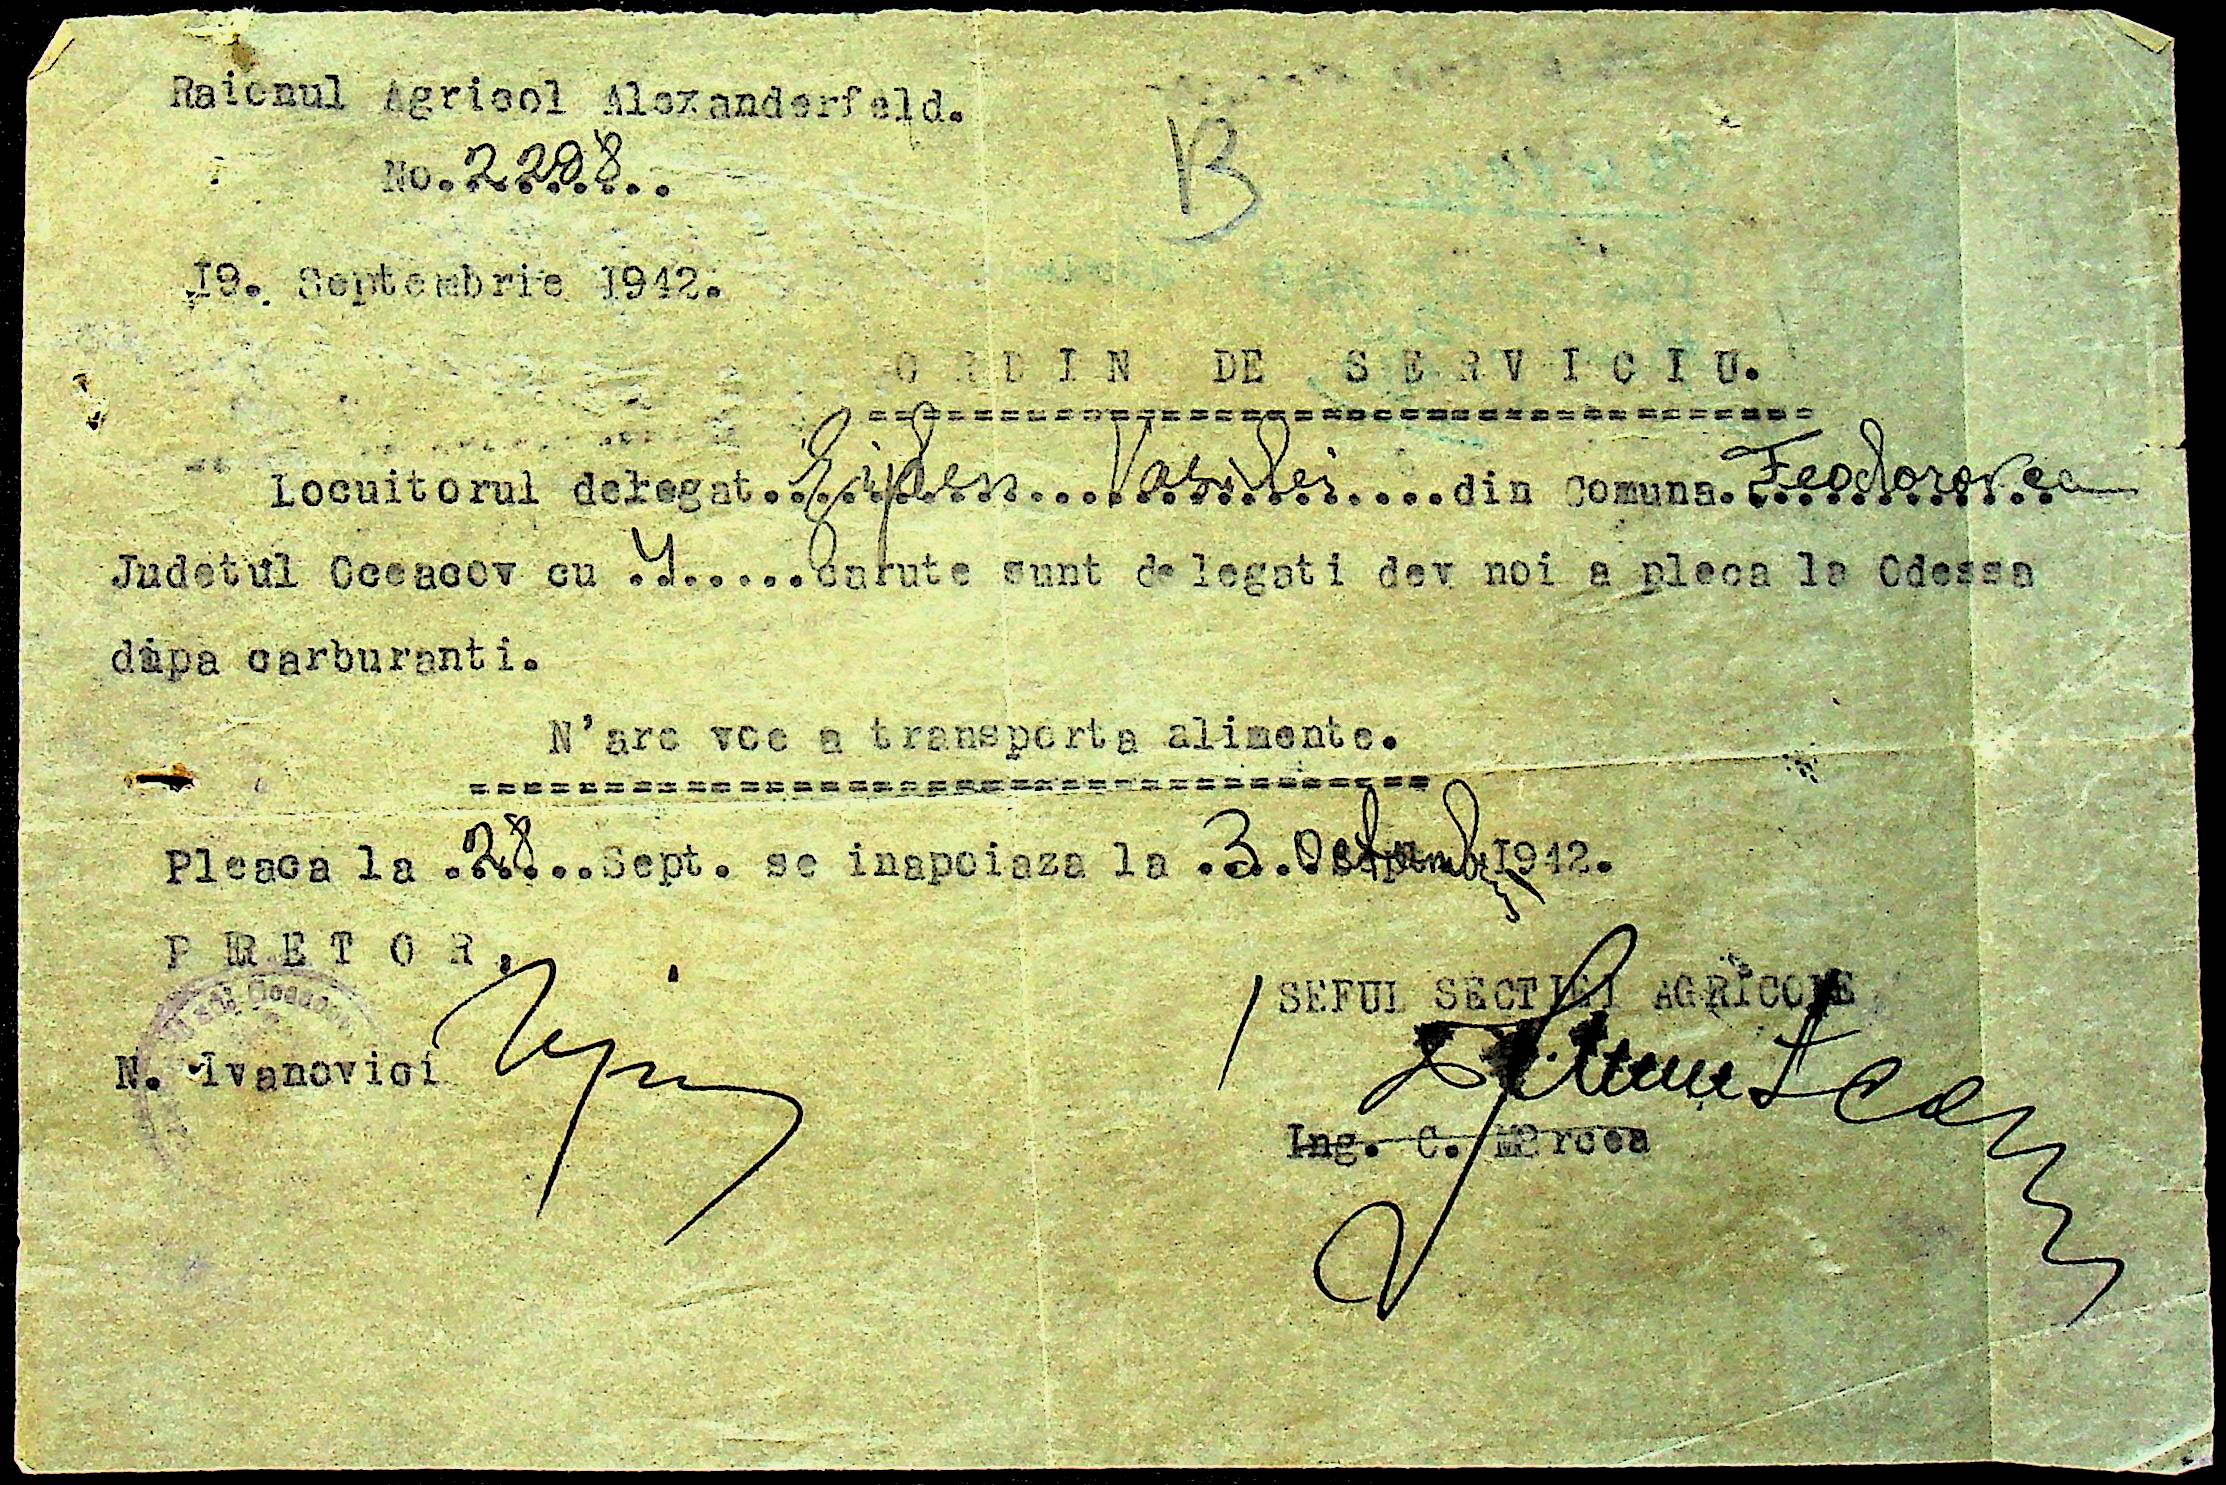 Raionul Agricol Alexanderfeld.
B
No. 2298
19. Septembrie 1942.
ORDIN DE SERVICIU.
Locuitorul delegat Vasilei din Comuna Feodorovca
Judetul Oceacov cu 4 carute sunt delegati dev noi a pleca la Odessa
dupa carburanti.
N'are voe a transporta alimente.
Pleaca la 28 Sept. se inapoiaza la 3 Octombrie 1942.
PRETOR,
SEFUL SECTIEI AGRICOLE
N. Ivanovici
Ing. C. Mircea